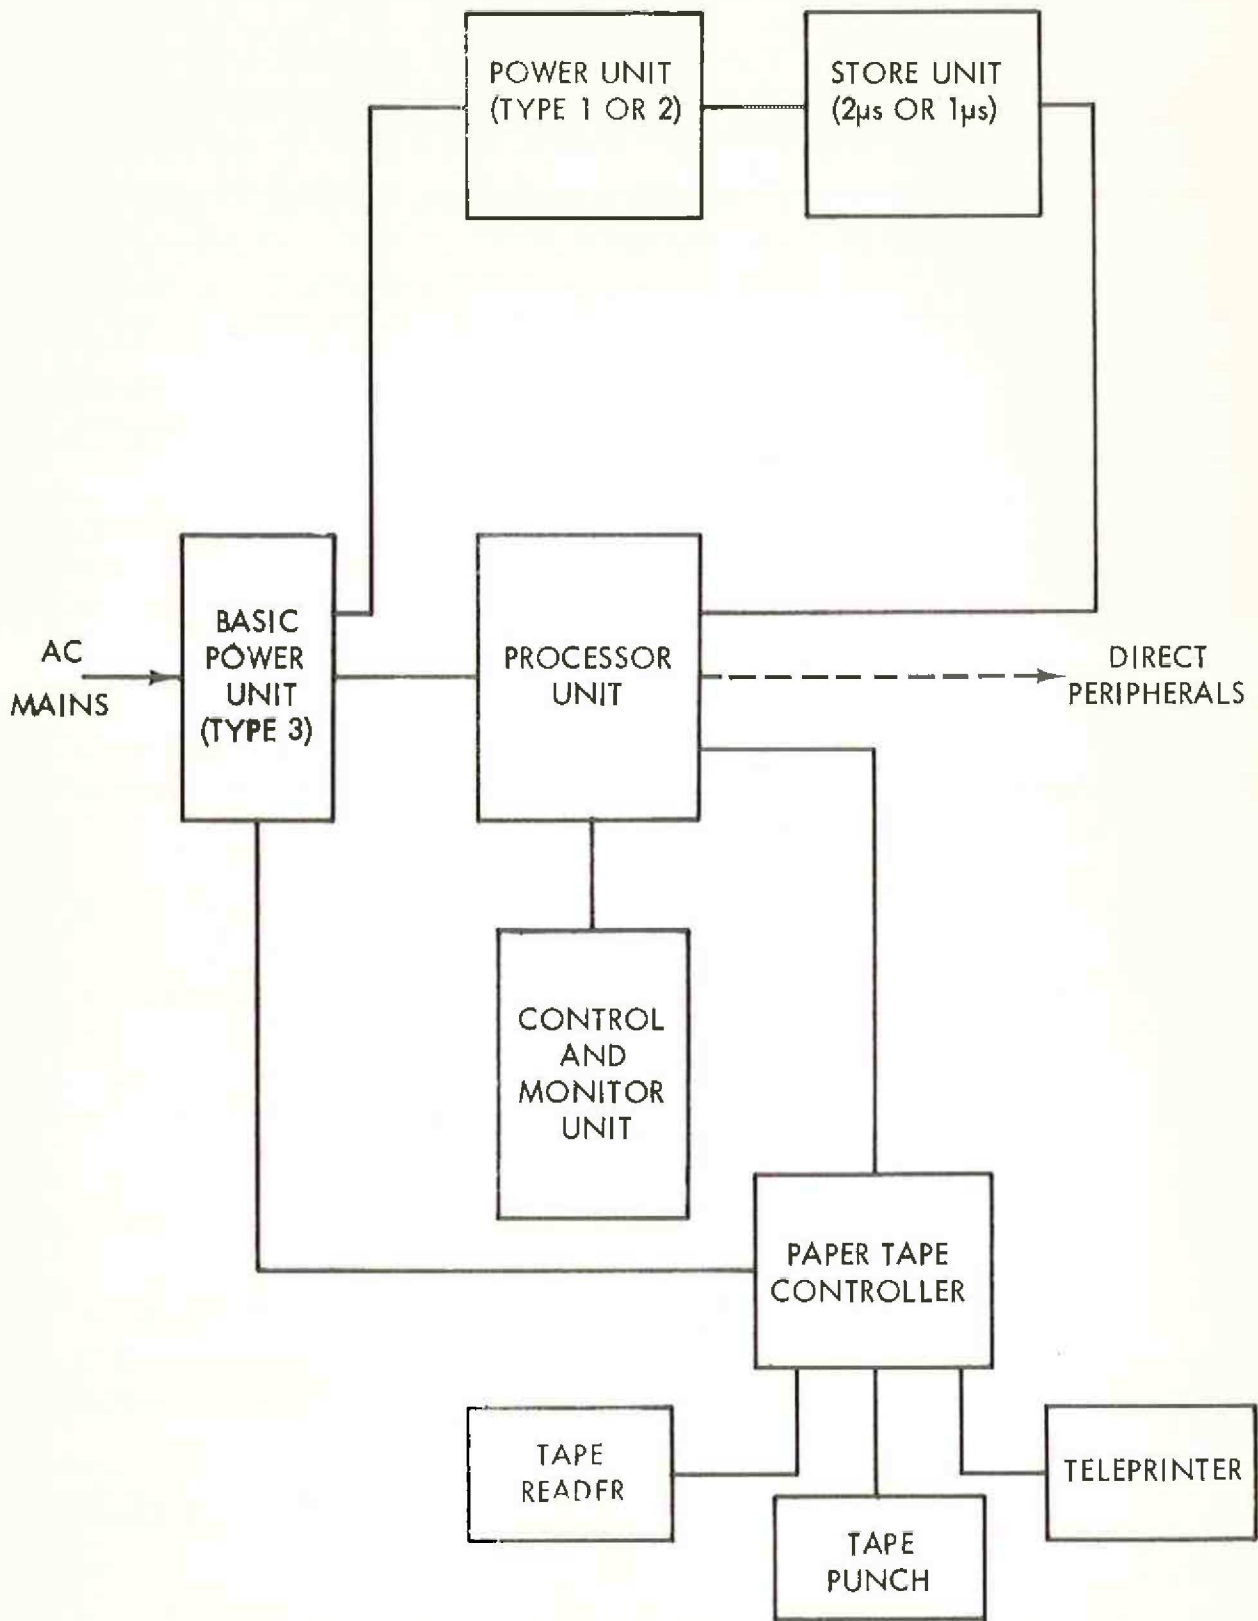 POWER UNIT
(TYPE 1 OR 2)
STORE UNIT
(2µs OR 1µs)
AC
MAINS
BASIC
POWER
UNIT
(TYPE 3)
PROCESSOR
UNIT
DIRECT
PERIPHERALS
CONTROL
AND
MONITOR
UNIT
PAPER TAPE
CONTROLLER
TAPE
READER
TAPE
PUNCH
TELEPRINTER